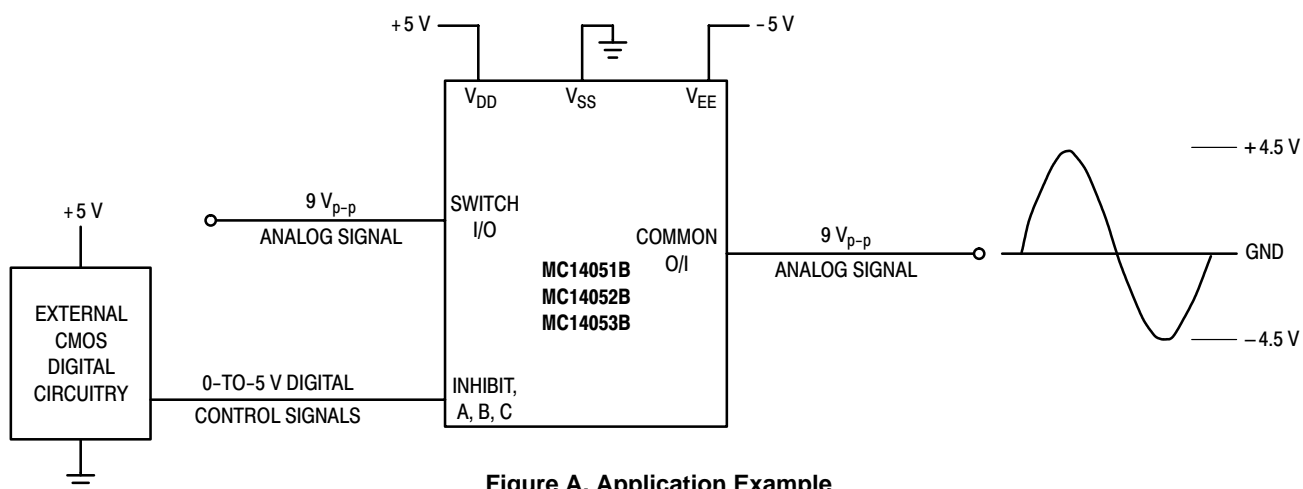 +5 V
−5 V
VDD
VSS
VEE
+4.5 V
9 Vp–p
ANALOG SIGNAL
SWITCH
I/O
+5 V
COMMON
O/I
9 Vp–p
ANALOG SIGNAL
GND
MC14051B
MC14052B
MC14053B
EXTERNAL
CMOS
DIGITAL
CIRCUITRY
−4.5 V
0–TO–5 V DIGITAL
CONTROL SIGNALS
INHIBIT,
A, B, C
Figure A. Application Example